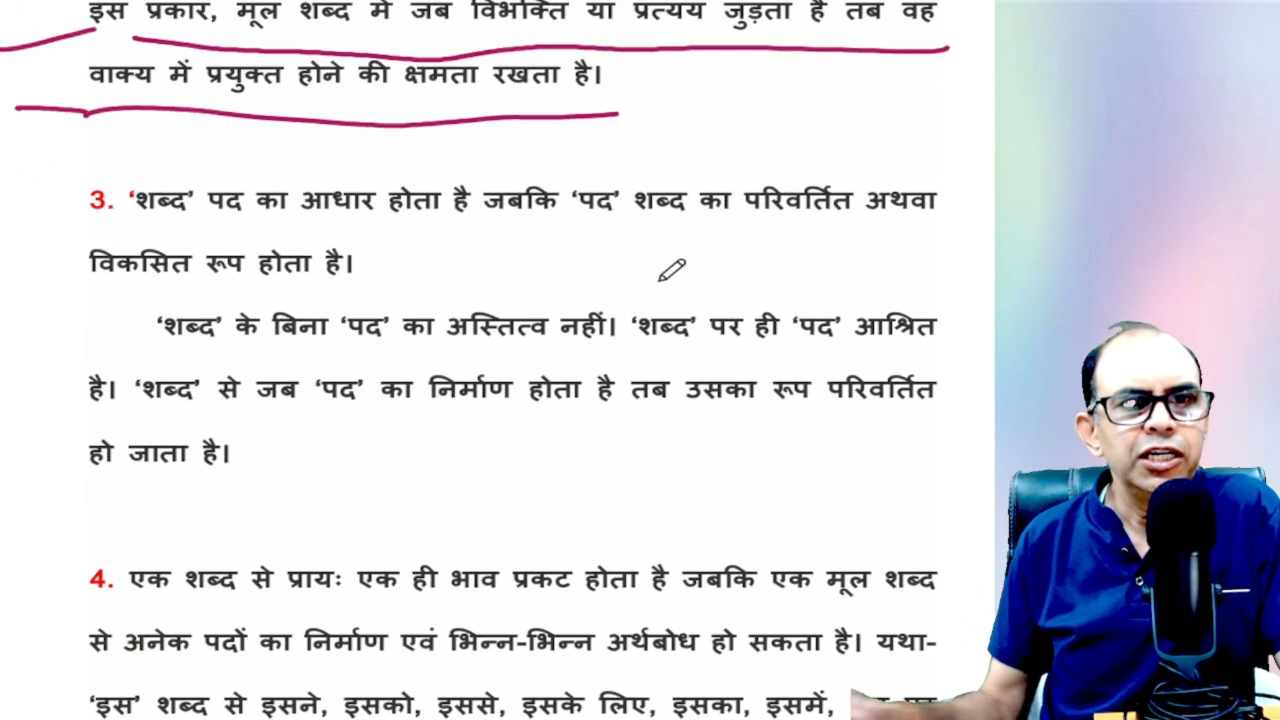 इस प्रकार, मूल शब्द में जब विभक्ति या प्रत्यय जुड़ता है तब वह
वाक्य में प्रयुक्त होने की क्षमता रखता है।
3. ‘शब्द’ पद का आधार होता है जबकि ‘पद’ शब्द का परिवर्तित अथवा
विकसित रूप होता है।
‘शब्द’ के बिना ‘पद’ का अस्तित्व नहीं। ‘शब्द’ पर ही ‘पद’ आश्रित
है। ‘शब्द’ से जब ‘पद’ का निर्माण होता है तब उसका रूप परिवर्तित
हो जाता है।
4. एक शब्द से प्रायः एक ही भाव प्रकट होता है जबकि एक मूल शब्द
से अनेक पदों का निर्माण एवं भिन्न-भिन्न अर्थबोध हो सकता है। यथा-
‘इस’ शब्द से इसने, इसको, इससे, इसके लिए, इसका, इसमें,